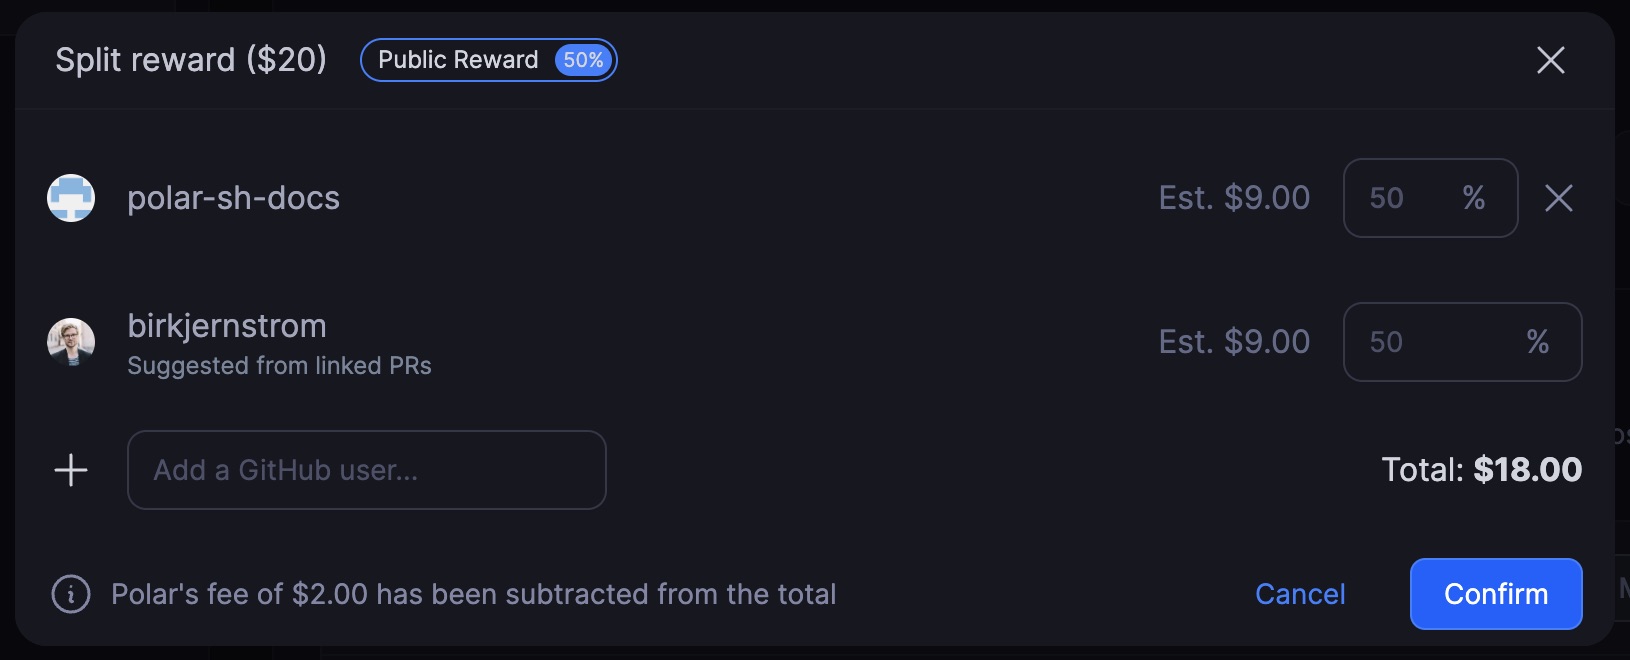 Split reward ($20) Public Reward 50%
polar-sh-docs Est. $9.00 50 %
birkjernstrom
Suggested from linked PRs Est. $9.00 50 %
Add a GitHub user... Total: $18.00
Polar's fee of $2.00 has been subtracted from the total Cancel Confirm